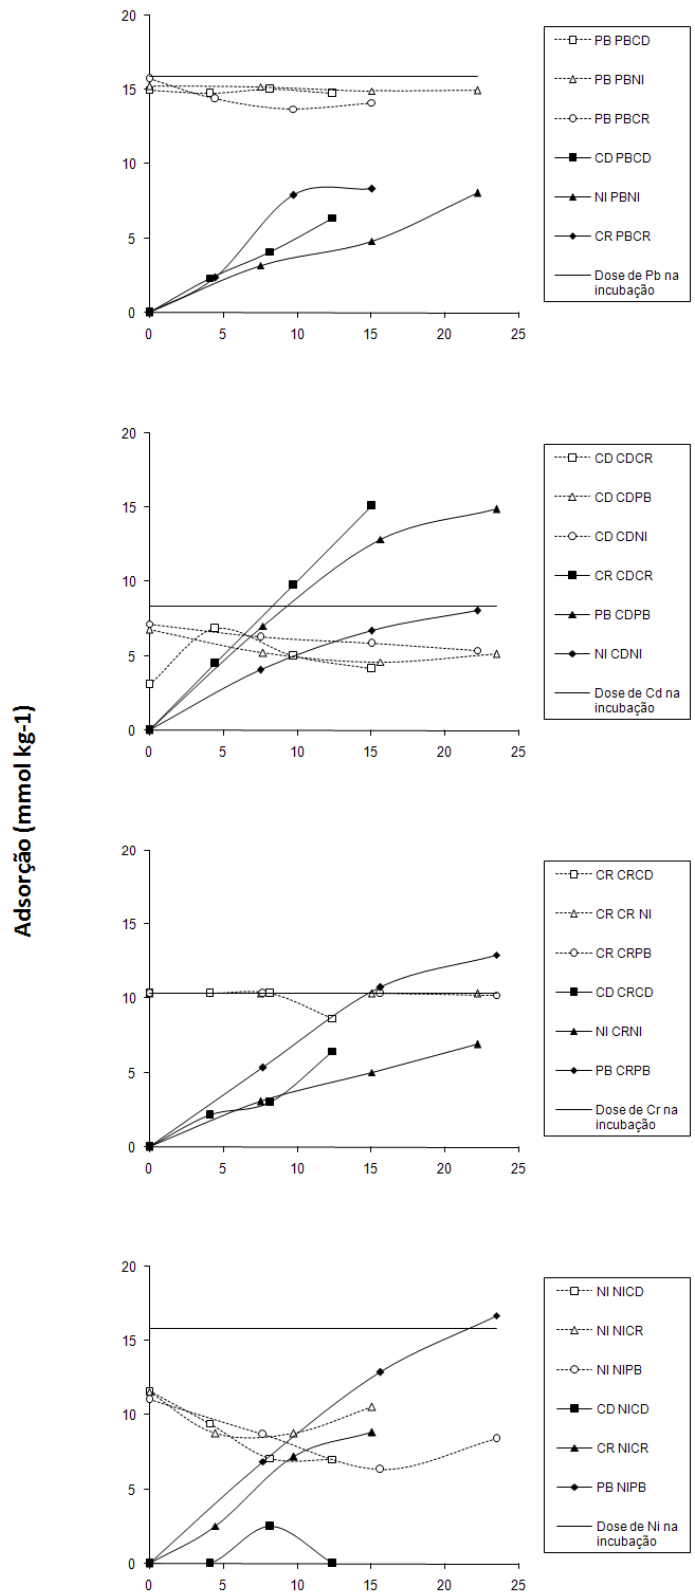 Adsorção (mmol kg-1)
20
15
10
5
0
0 5 10 15 20 25
PB PBCD
PB PBNI
PB PBCR
CD PBCD
NI PBNI
CR PBCR
Dose de Pb na
incubação
20
15
10
5
0
0 5 10 15 20 25
CD CDCR
CD CDPB
CD CDNI
CR CDCR
PB CDPB
NI CDNI
Dose de Cd na
incubação
20
15
10
5
0
0 5 10 15 20 25
CR CRCD
CR CR NI
CR CRPB
CD CRCD
NI CRNI
PB CRPB
Dose de Cr na
incubação
20
15
10
5
0
0 5 10 15 20 25
NI NICD
NI NICR
NI NIPB
CD NICD
CR NICR
PB NIPB
Dose de Ni na
incubação